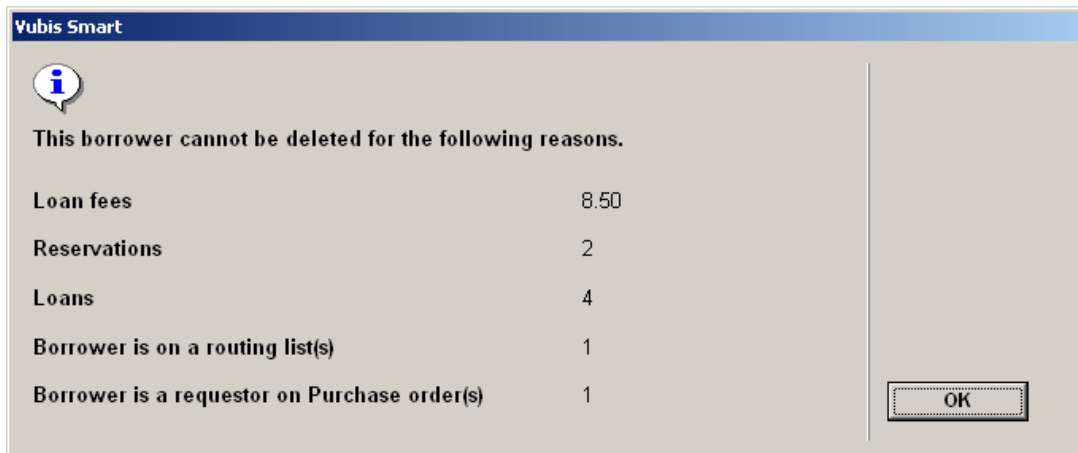 Vubis Smart
This borrower cannot be deleted for the following reasons.
Loan fees 8.50
Reservations 2
Loans 4
Borrower is on a routing list(s) 1
Borrower is a requestor on Purchase order(s) 1
OK